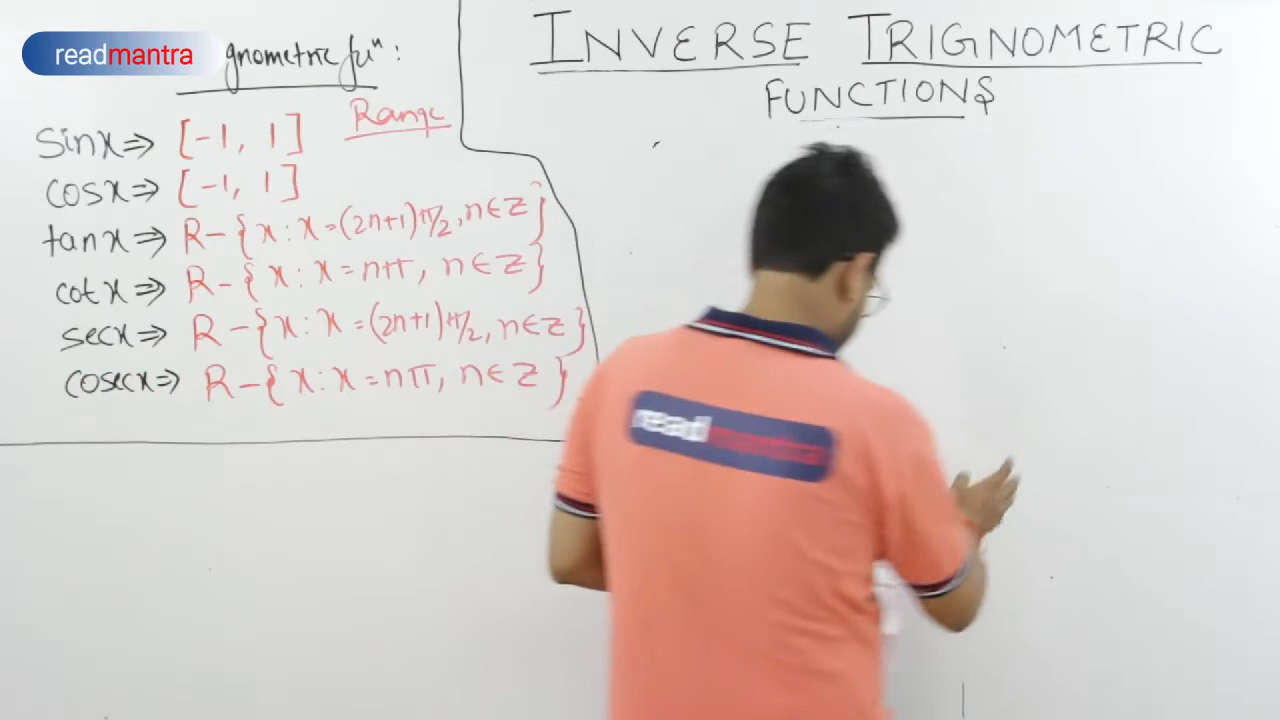 readmantra
gnometric fuⁿ:
Range
Sinx⇒ [-1, 1]
cosx⇒ [-1, 1]
tanx⇒ R-{x:x=(2n+1)π/2, n∈Z}
cotx⇒ R-{x:x=nπ, n∈Z}
secx⇒ R-{x:x=(2n+1)π/2, n∈Z}
cosecx⇒ R-{x:x=nπ, n∈Z}
INVERSE TRIGNOMETRIC
FUNCTIONS
readmantra